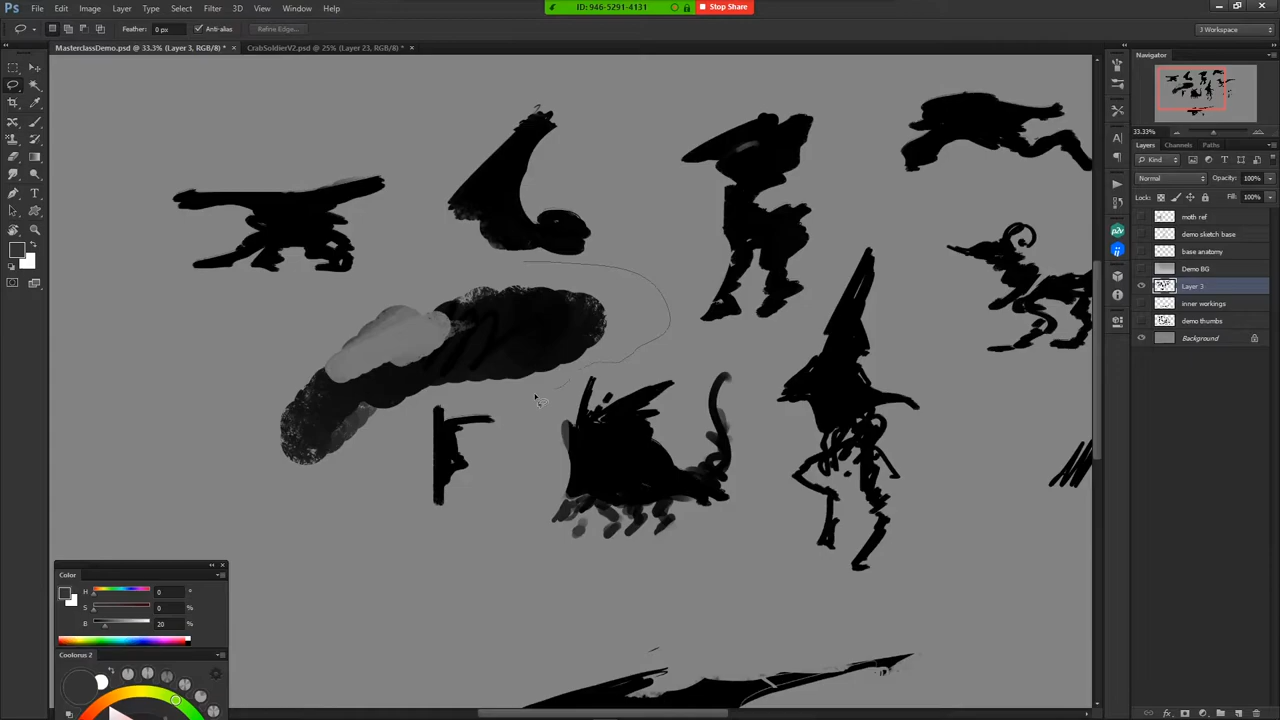 Ps File Edit Image Layer Type Select Filter 3D View Window Help
ID: 946-5291-4131 Stop Share
Feather: 0 px Anti-alias Refine Edge... J Workspace
MasterclassDemo.psd @ 33.3% (Layer 3, RGB/8) * × CrabSoldierV2.psd @ 25% (Layer 23, RGB/8) * ×
Navigator
33.33%
Layers Channels Paths
Kind
Normal Opacity: 100%
Lock: Fill: 100%
moth ref
demo sketch base
base anatomy
Demo BG
Layer 3
inner workings
demo thumbs
Background
Color
H 0 °
S 0 %
B 20 %
Coolorus 2